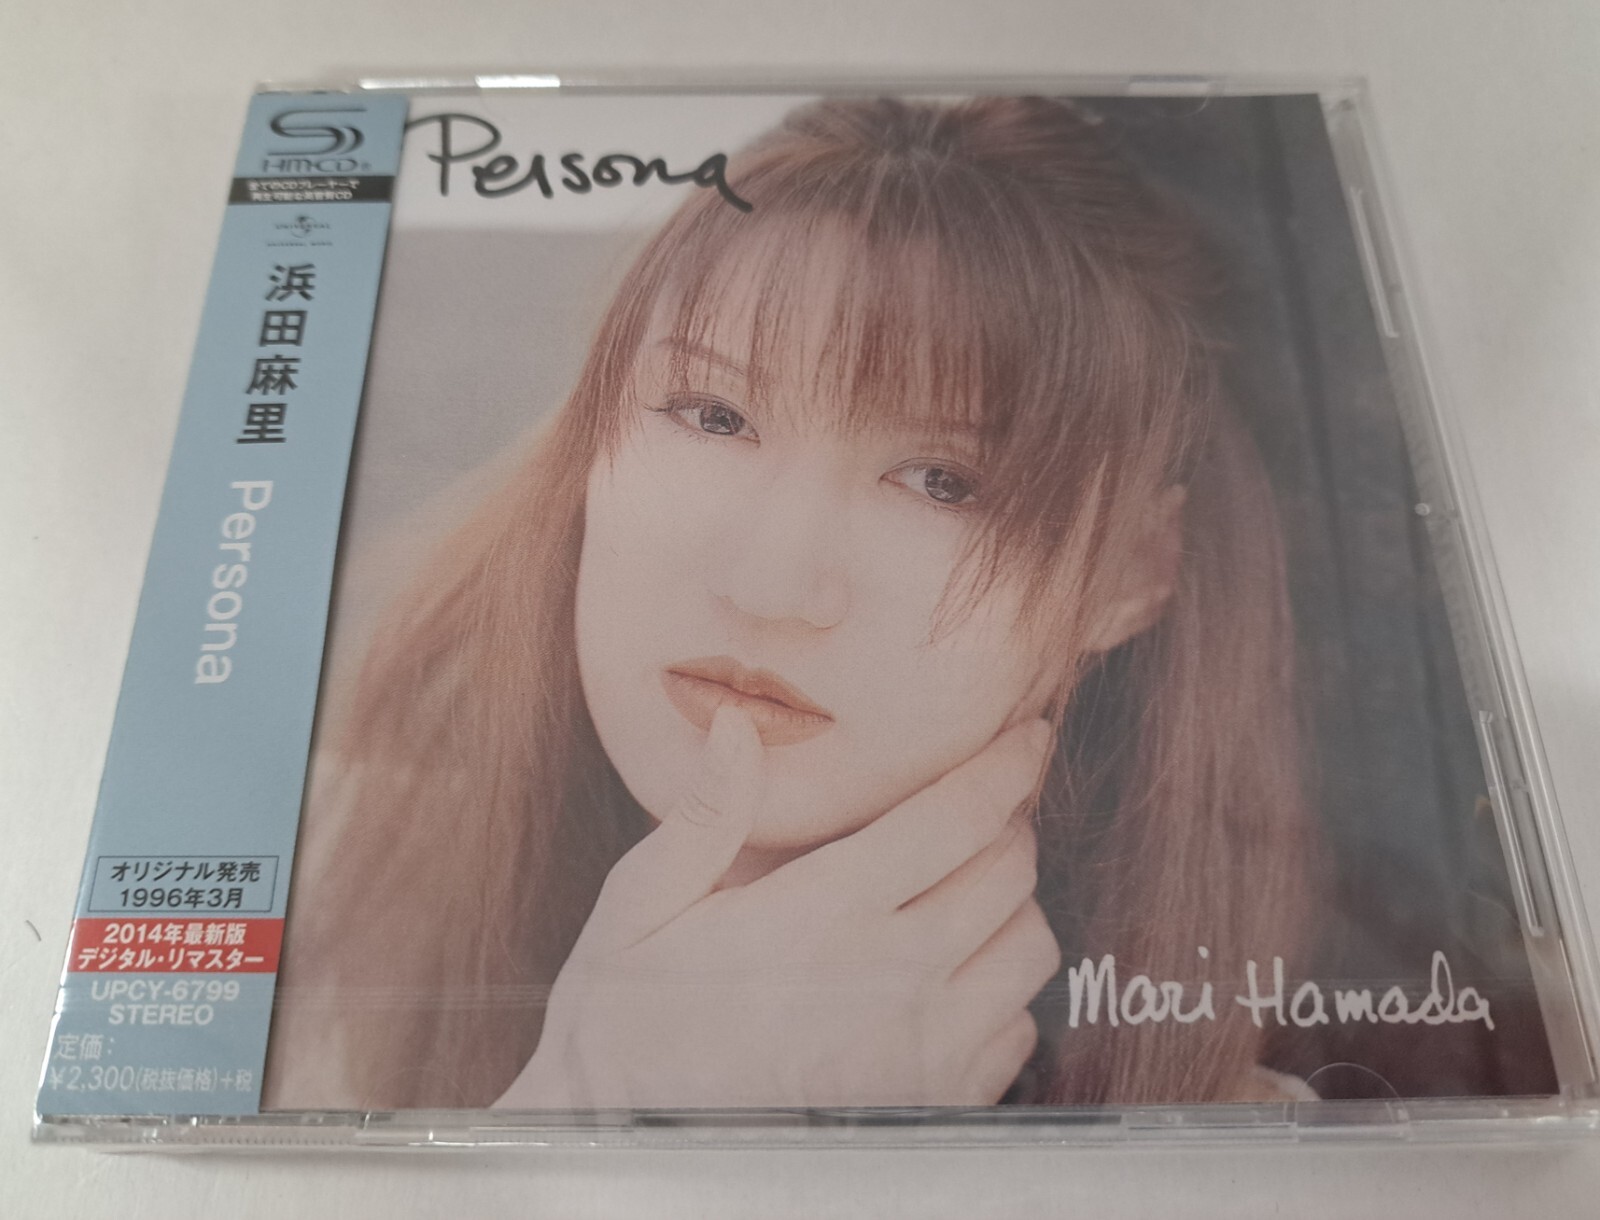 Persona
SHM-CD
全てのCDプレーヤーで
再生可能な高音質CD
UNIVERSAL
浜田麻里 Persona
オリジナル発売
1996年3月
2014年最新版
デジタル・リマスター
UPCY-6799
STEREO
定価:
¥2,300(税抜価格)+税
Mari Hamada